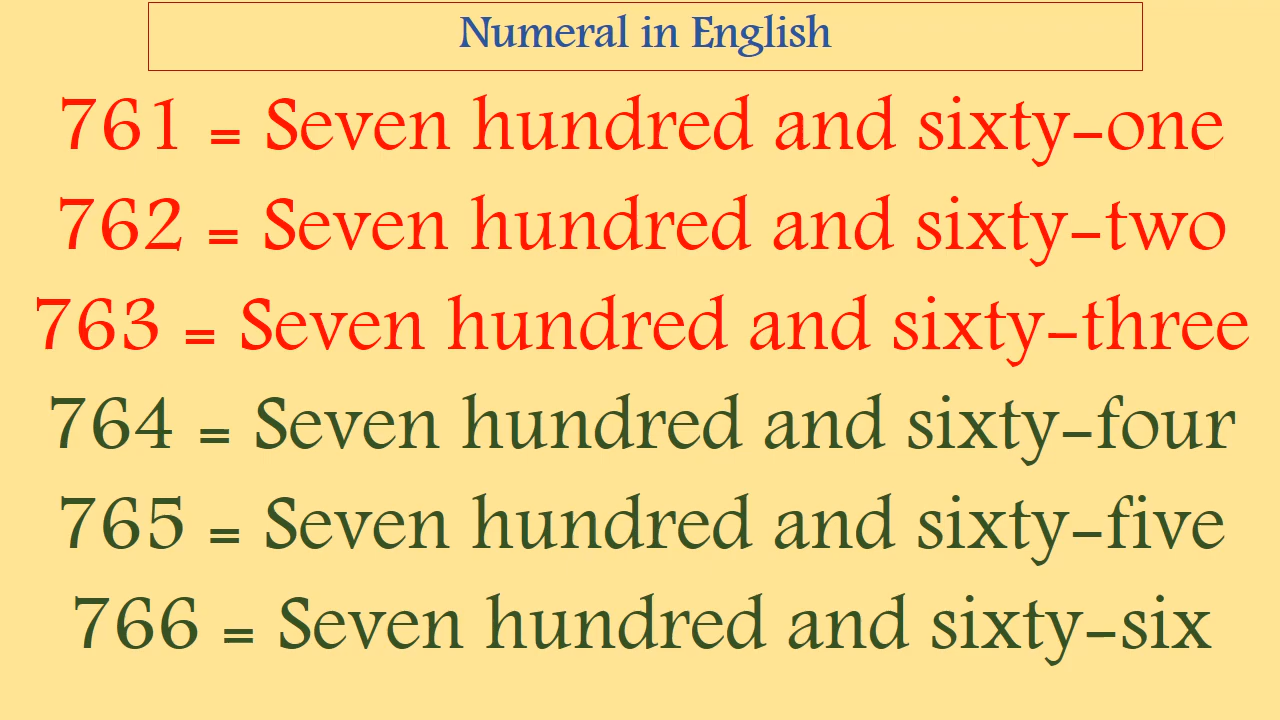 Numeral in English
761 = Seven hundred and sixty-one
762 = Seven hundred and sixty-two
763 = Seven hundred and sixty-three
764 = Seven hundred and sixty-four
765 = Seven hundred and sixty-five
766 = Seven hundred and sixty-six